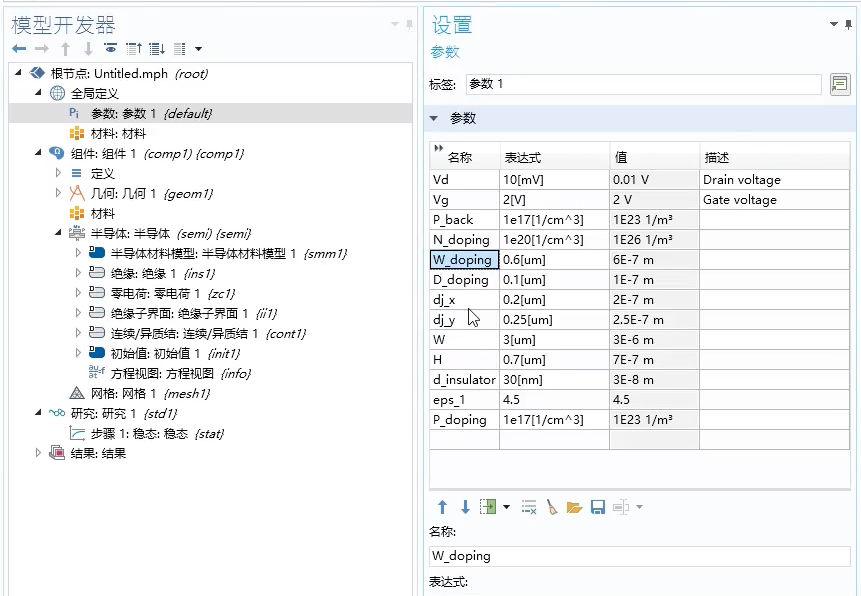 模型开发器
根节点: Untitled.mph (root)
全局定义
Pi 参数: 参数 1 {default}
材料: 材料
组件: 组件 1 (comp1) {comp1}
定义
几何: 几何 1 {geom1}
材料
半导体: 半导体 (semi) {semi}
半导体材料模型: 半导体材料模型 1 {smm1}
绝缘: 绝缘 1 {ins1}
零电荷: 零电荷 1 {zc1}
绝缘子界面: 绝缘子界面 1 {ii1}
连续/异质结: 连续/异质结 1 {cont1}
初始值: 初始值 1 {init1}
方程视图: 方程视图 {info}
网格: 网格 1 {mesh1}
研究: 研究 1 {std1}
步骤 1: 稳态: 稳态 {stat}
结果: 结果
设置
参数
标签: 参数 1
参数
名称 表达式 值 描述
Vd 10[mV] 0.01 V Drain voltage
Vg 2[V] 2 V Gate voltage
P_back 1e17[1/cm^3] 1E23 1/m³
N_doping 1e20[1/cm^3] 1E26 1/m³
W_doping 0.6[um] 6E-7 m
D_doping 0.1[um] 1E-7 m
dj_x 0.2[um] 2E-7 m
dj_y 0.25[um] 2.5E-7 m
W 3[um] 3E-6 m
H 0.7[um] 7E-7 m
d_insulator 30[nm] 3E-8 m
eps_1 4.5 4.5
P_doping 1e17[1/cm^3] 1E23 1/m³
名称:
W_doping
表达式: